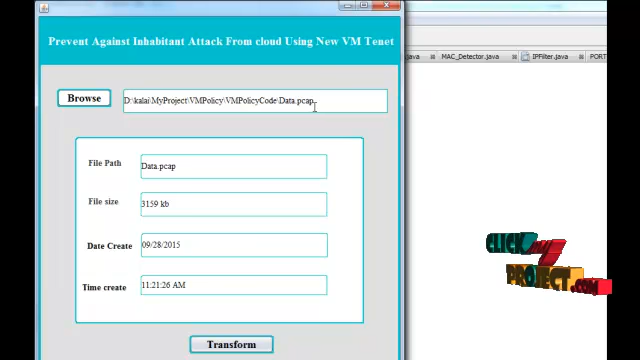 Prevent Against Inhabitant Attack From cloud Using New VM Tenet
MAC_Detector.java
IPFilter.java
PORT
Browse
D:\kalai\MyProject\VMPolicy\VMPolicyCode\Data.pcap
File Path
Data.pcap
File size
3159 kb
Date Create
09/28/2015
Time create
11:21:26 AM
Transform
CLICK MY
PROJECT.COM